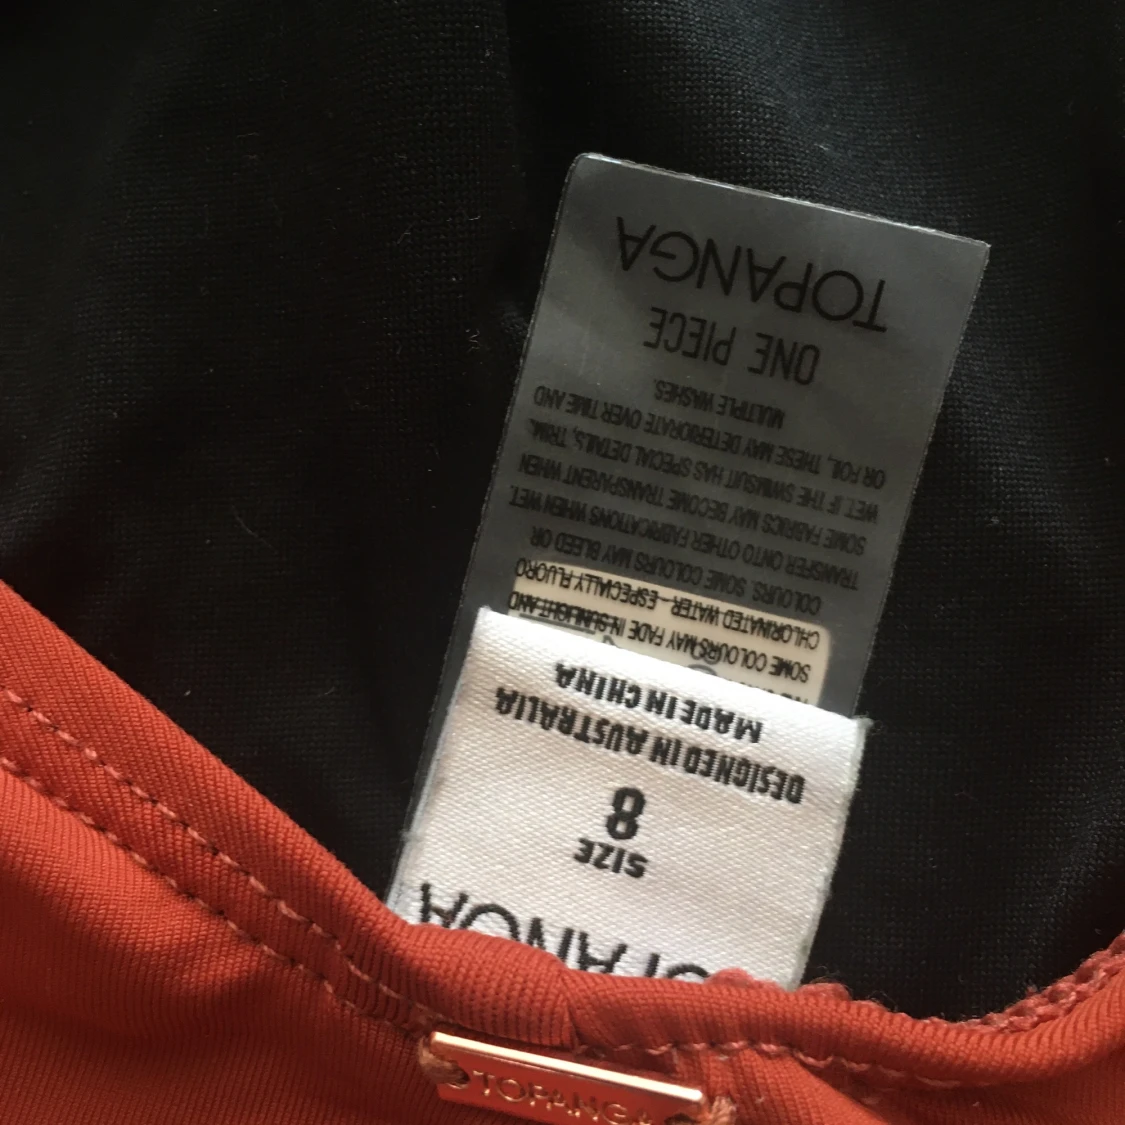 TOPANGA
ONE PIECE
SOME COLOURS MAY FADE IN SUNLIGHT AND
CHLORINATED WATER - ESPECIALLY FLUORO
COLOURS. SOME COLOURS MAY BLEED OR
TRANSFER ONTO OTHER FABRICATIONS WHEN WET.
SOME FABRICS MAY BECOME TRANSPARENT WHEN
WET. IF THE SWIMSUIT HAS SPECIAL DETAILS, TRIM,
OR FOIL, THESE MAY DETERIORATE OVER TIME AND
MULTIPLE WASHES.
TOPANGA
SIZE
8
DESIGNED IN AUSTRALIA
MADE IN CHINA
TOPANGA